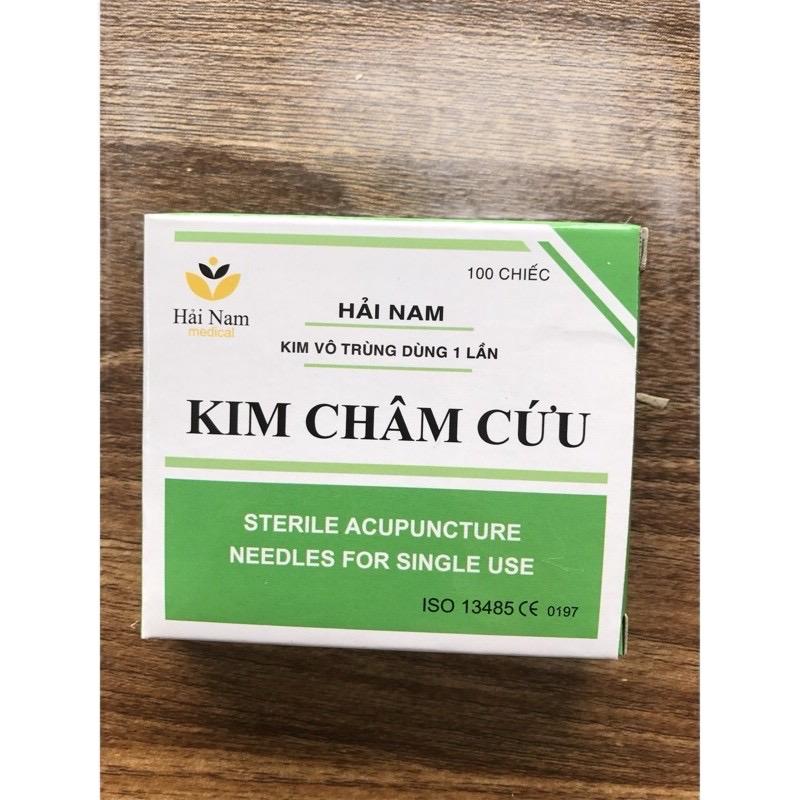 100 CHIẾC
Hải Nam
medical
HẢI NAM
KIM VÔ TRÙNG DÙNG 1 LẦN
KIM CHÂM CỨU
STERILE ACUPUNCTURE
NEEDLES FOR SINGLE USE
ISO 13485 CE 0197